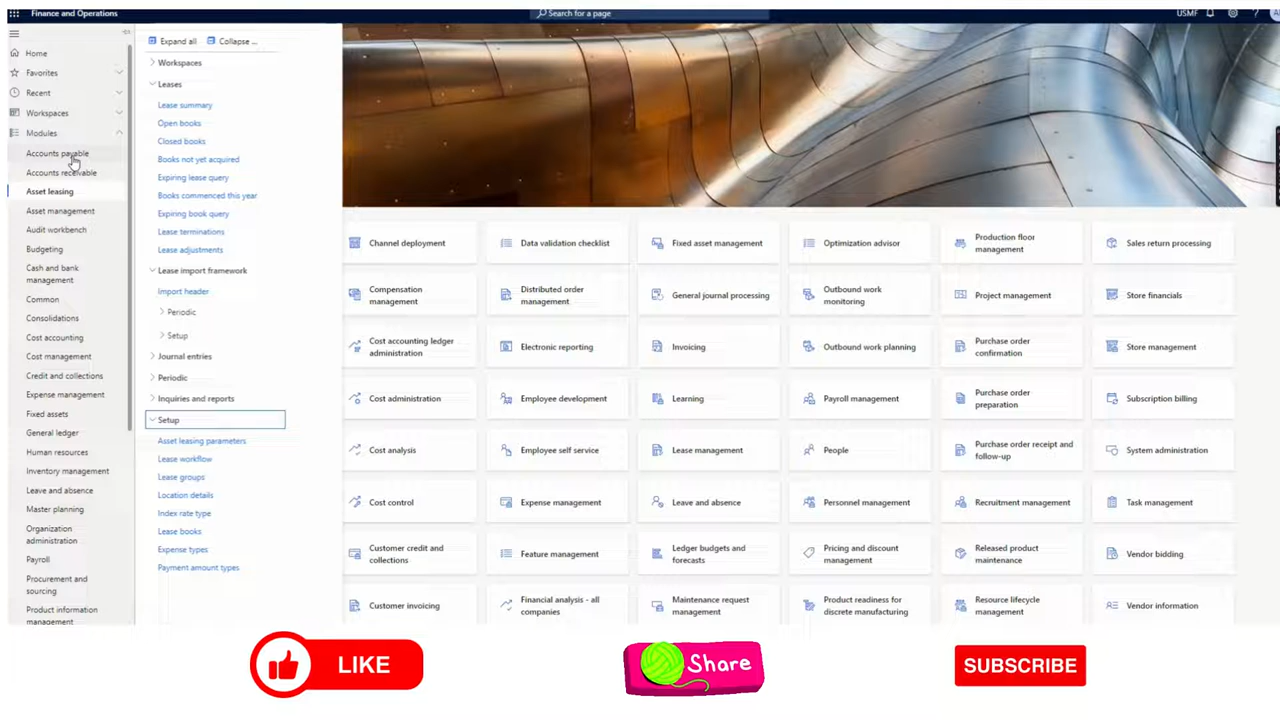 Finance and Operations
Search for a page
USMF
?
Home
Favorites
Recent
Workspaces
Modules
Accounts payable
Accounts receivable
Asset leasing
Asset management
Audit workbench
Budgeting
Cash and bank
management
Common
Consolidations
Cost accounting
Cost management
Credit and collections
Expense management
Fixed assets
General ledger
Human resources
Inventory management
Leave and absence
Master planning
Organization
administration
Payroll
Procurement and
sourcing
Product information
management
Expand all
Collapse ...
Workspaces
Leases
Lease summary
Open books
Closed books
Books not yet acquired
Expiring lease query
Books commenced this year
Expiring book query
Lease terminations
Lease adjustments
Lease import framework
Import header
Periodic
Setup
Journal entries
Periodic
Inquiries and reports
Setup
Asset leasing parameters
Lease workflow
Lease groups
Location details
Index rate type
Lease books
Expense types
Payment amount types
Channel deployment
Data validation checklist
Fixed asset management
Optimization advisor
Production floor
management
Sales return processing
Compensation
management
Distributed order
management
General journal processing
Outbound work
monitoring
Project management
Store financials
Cost accounting ledger
administration
Electronic reporting
Invoicing
Outbound work planning
Purchase order
confirmation
Store management
Cost administration
Employee development
Learning
Payroll management
Purchase order
preparation
Subscription billing
Cost analysis
Employee self service
Lease management
People
Purchase order receipt and
follow-up
System administration
Cost control
Expense management
Leave and absence
Personnel management
Recruitment management
Task management
Customer credit and
collections
Feature management
Ledger budgets and
forecasts
Pricing and discount
management
Released product
maintenance
Vendor bidding
Customer invoicing
Financial analysis - all
companies
Maintenance request
management
Product readiness for
discrete manufacturing
Resource lifecycle
management
Vendor information
LIKE
Share
SUBSCRIBE